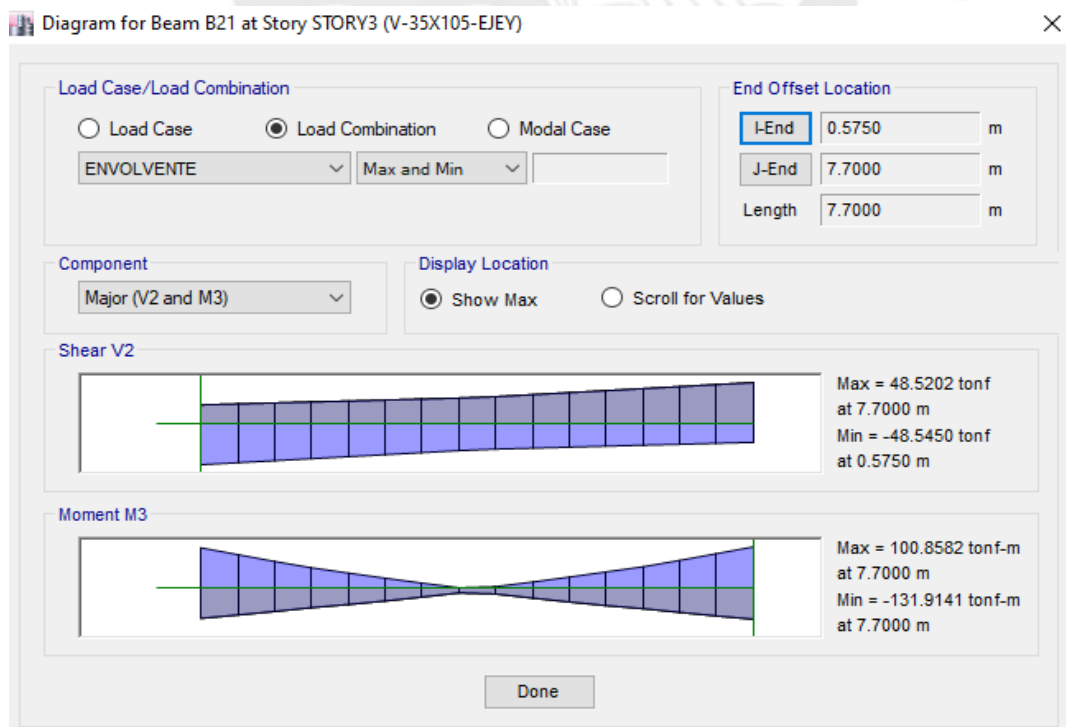 Diagram for Beam B21 at Story STORY3 (V-35X105-EJEY)
Load Case/Load Combination
Load Case
Load Combination
Modal Case
ENVOLVENTE
Max and Min
End Offset Location
I-End
0.5750
m
J-End
7.7000
m
Length
7.7000
m
Component
Major (V2 and M3)
Display Location
Show Max
Scroll for Values
Shear V2
Max = 48.5202 tonf
at 7.7000 m
Min = -48.5450 tonf
at 0.5750 m
Moment M3
Max = 100.8582 tonf-m
at 7.7000 m
Min = -131.9141 tonf-m
at 7.7000 m
Done